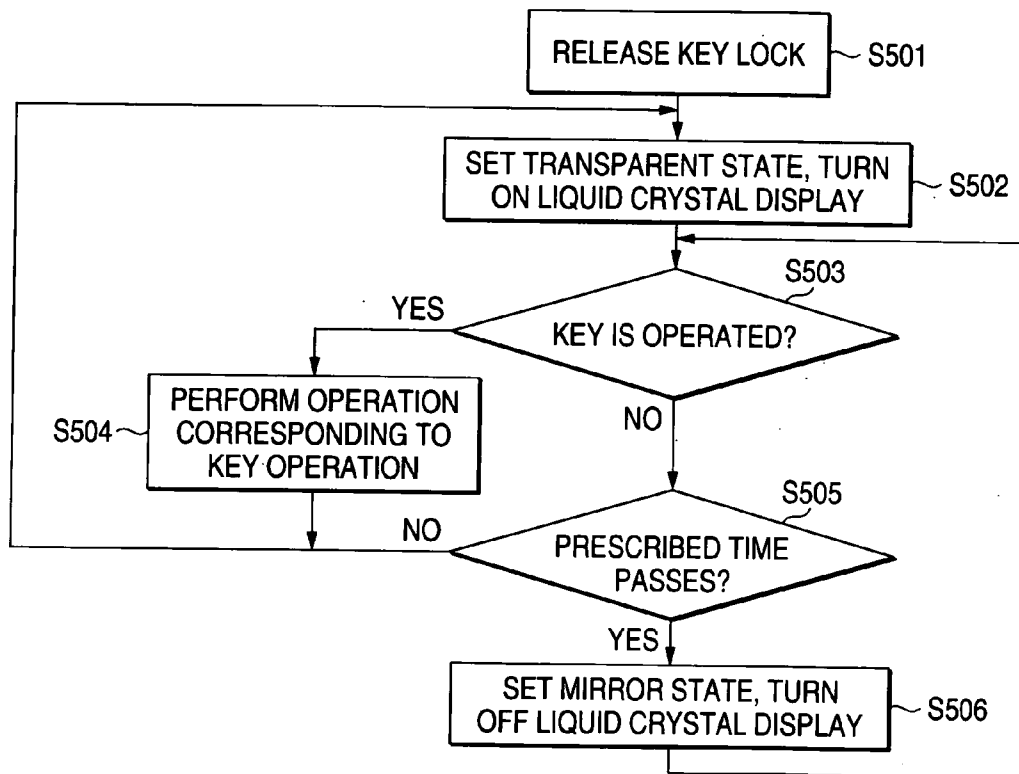 RELEASE KEY LOCK
S501
SET TRANSPARENT STATE, TURN
ON LIQUID CRYSTAL DISPLAY
S502
S503
YES
KEY IS OPERATED?
PERFORM OPERATION
CORRESPONDING TO
KEY OPERATION
S504
NO
S505
NO
PRESCRIBED TIME
PASSES?
YES
SET MIRROR STATE, TURN
OFF LIQUID CRYSTAL DISPLAY
S506